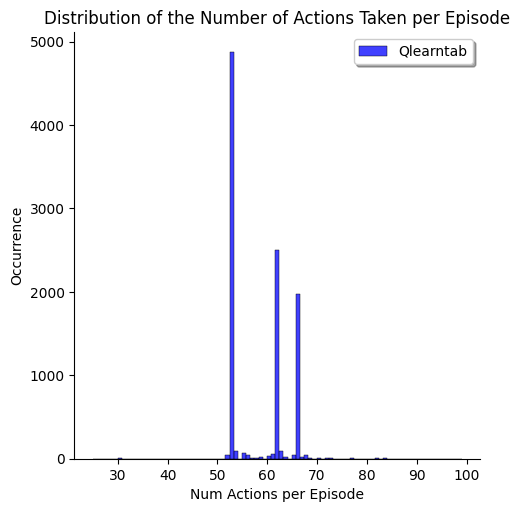 Distribution of the Number of Actions Taken per Episode
Qlearntab
5000
4000
3000
2000
1000
0
Occurrence
30 40 50 60 70 80 90 100
Num Actions per Episode